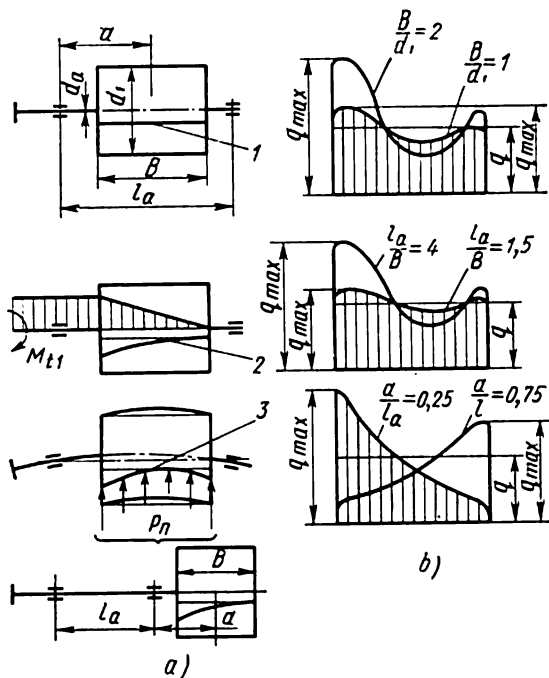 a
d_a
d_1
1
B
l_a
B/d_1=2
B/d_1=1
q_max
q
q_max
M_t1
2
l_a/B=4
l_a/B=1,5
q_max
q_max
q
3
P_n
a/l_a=0,25
a/l=0,75
q_max
q
q_max
B
l_a
a
a)
b)